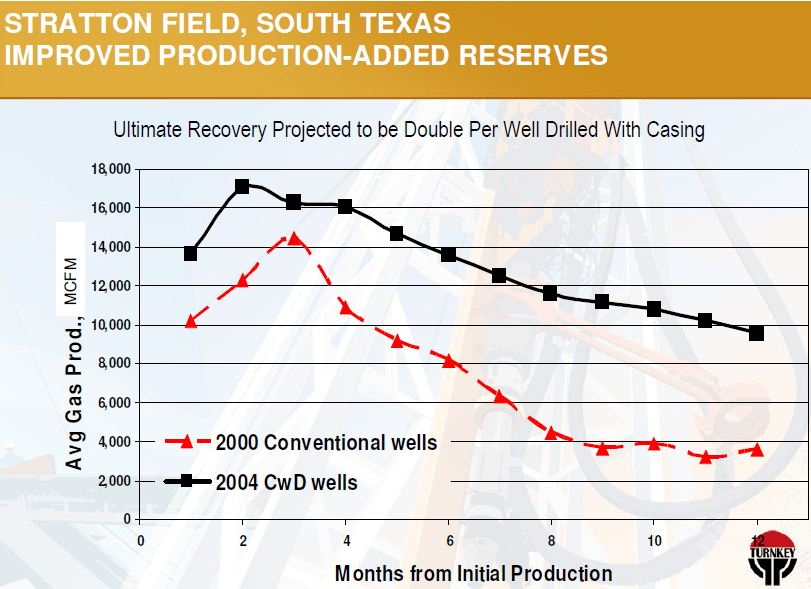 STRATTON FIELD, SOUTH TEXAS
IMPROVED PRODUCTION-ADDED RESERVES
Ultimate Recovery Projected to be Double Per Well Drilled With Casing
Avg Gas Prod., MCFM
18,000
16,000
14,000
12,000
10,000
8,000
6,000
4,000
2,000
0
2000 Conventional wells
2004 CwD wells
0 2 4 6 8 10 12
Months from Initial Production
TURNKEY